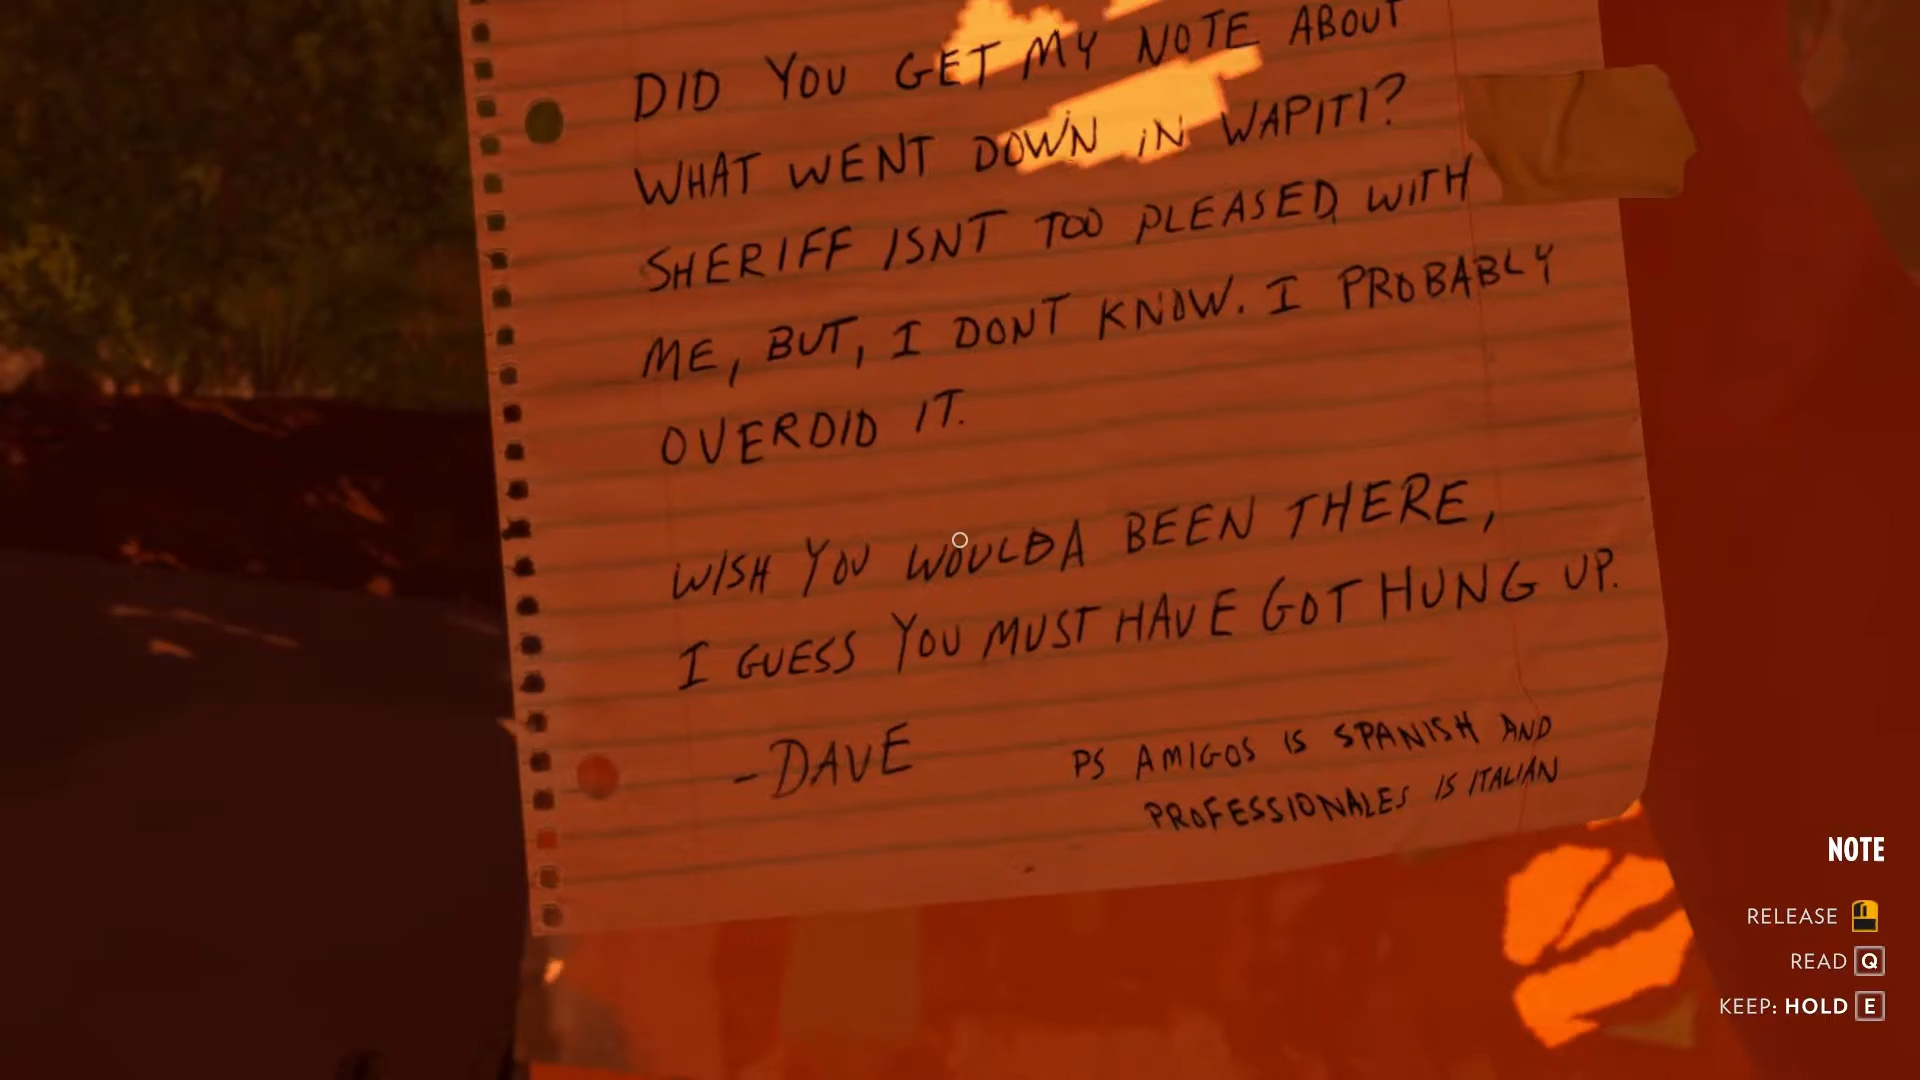 DID YOU GET MY NOTE ABOUT
WHAT WENT DOWN IN WAPITI?
SHERIFF ISNT TOO PLEASED WITH
ME, BUT, I DONT KNOW. I PROBABLY
OVERDID IT.
WISH YOU WOULDA BEEN THERE,
I GUESS YOU MUST HAVE GOT HUNG UP.
-DAVE
PS AMIGOS IS SPANISH AND
PROFESSIONALES IS ITALIAN
NOTE
RELEASE
READ Q
KEEP: HOLD E